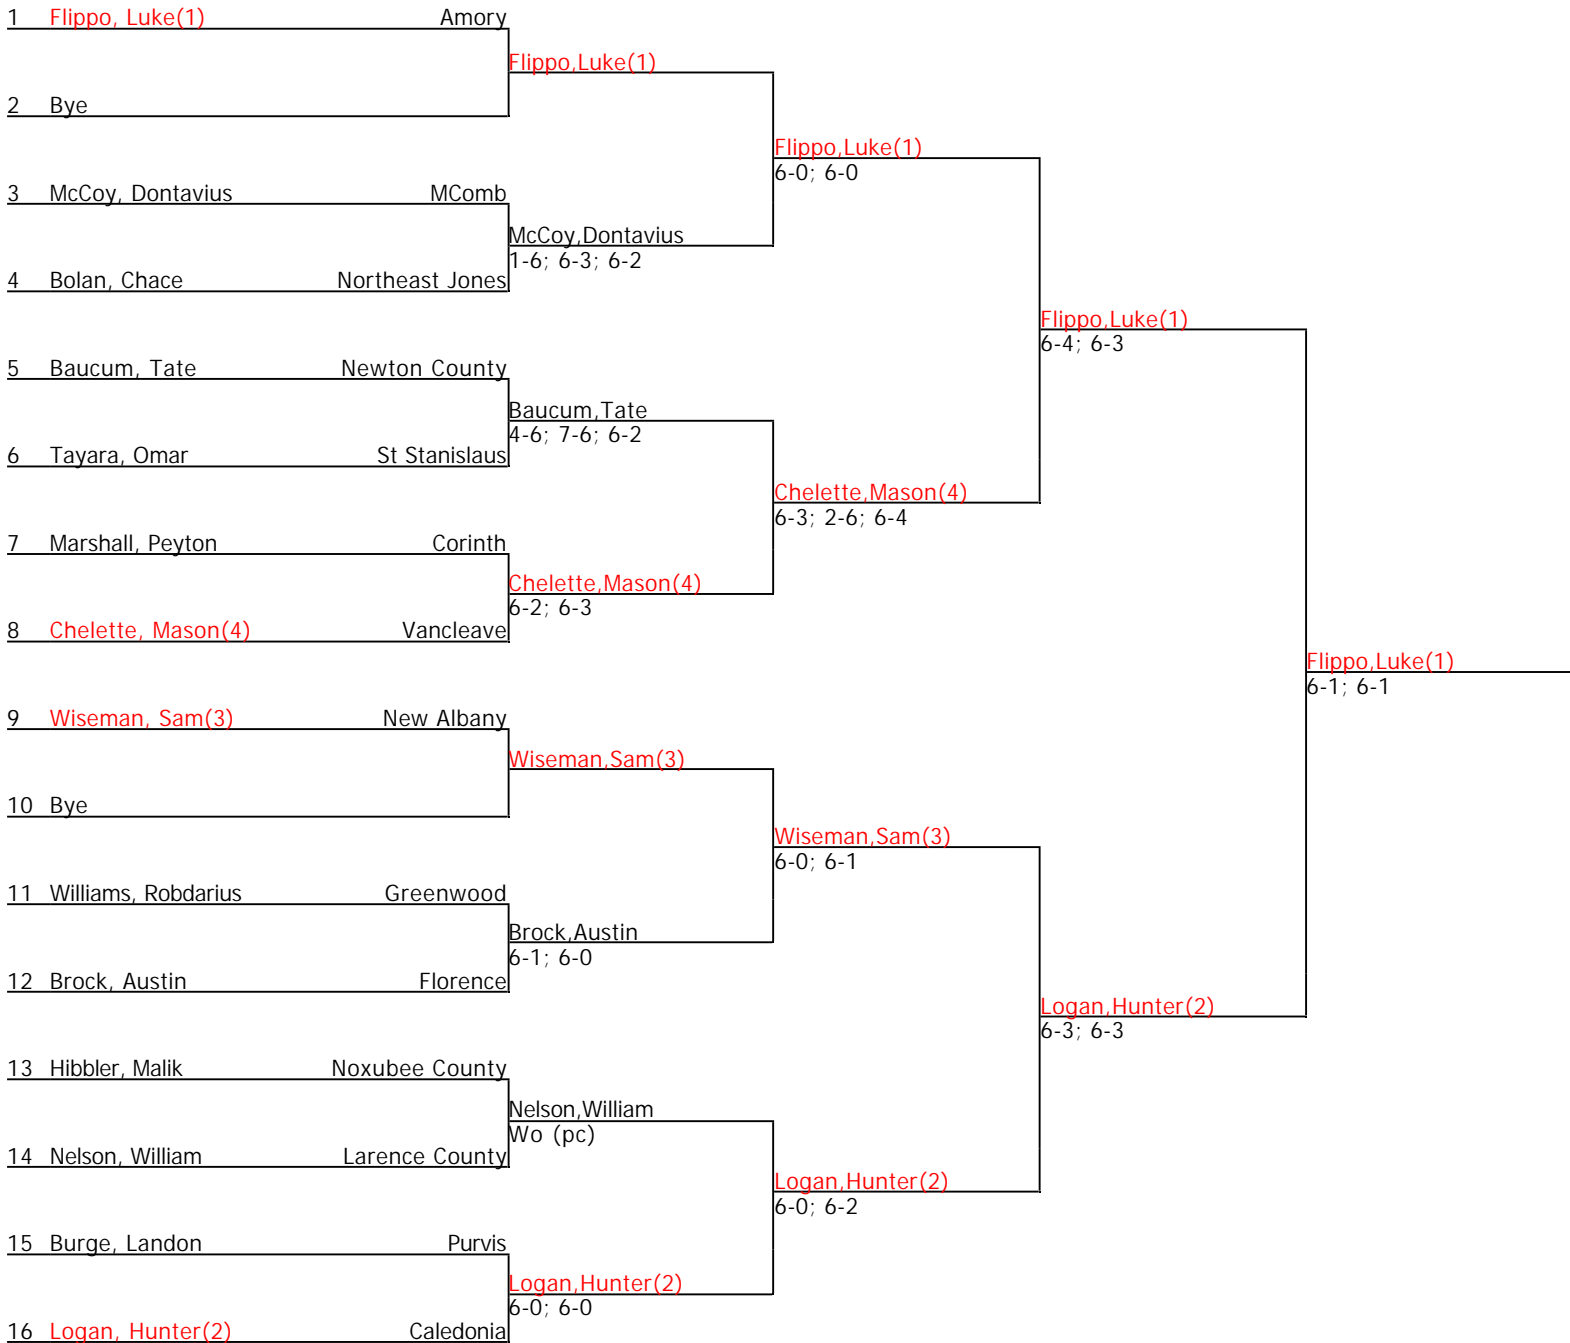 1 Flippo, Luke(1) Amory
Flippo,Luke(1)
2 Bye
Flippo,Luke(1)
6-0; 6-0
3 McCoy, Dontavius MComb
McCoy,Dontavius
1-6; 6-3; 6-2
4 Bolan, Chace Northeast Jones
Flippo,Luke(1)
6-4; 6-3
5 Baucum, Tate Newton County
Baucum,Tate
4-6; 7-6; 6-2
6 Tayara, Omar St Stanislaus
Chelette,Mason(4)
6-3; 2-6; 6-4
7 Marshall, Peyton Corinth
Chelette,Mason(4)
6-2; 6-3
8 Chelette, Mason(4) Vancleave
Flippo,Luke(1)
6-1; 6-1
9 Wiseman, Sam(3) New Albany
Wiseman,Sam(3)
10 Bye
Wiseman,Sam(3)
6-0; 6-1
11 Williams, Robdarius Greenwood
Brock,Austin
6-1; 6-0
12 Brock, Austin Florence
Logan,Hunter(2)
6-3; 6-3
13 Hibbler, Malik Noxubee County
Nelson,William
Wo (pc)
14 Nelson, William Larence County
Logan,Hunter(2)
6-0; 6-2
15 Burge, Landon Purvis
Logan,Hunter(2)
6-0; 6-0
16 Logan, Hunter(2) Caledonia